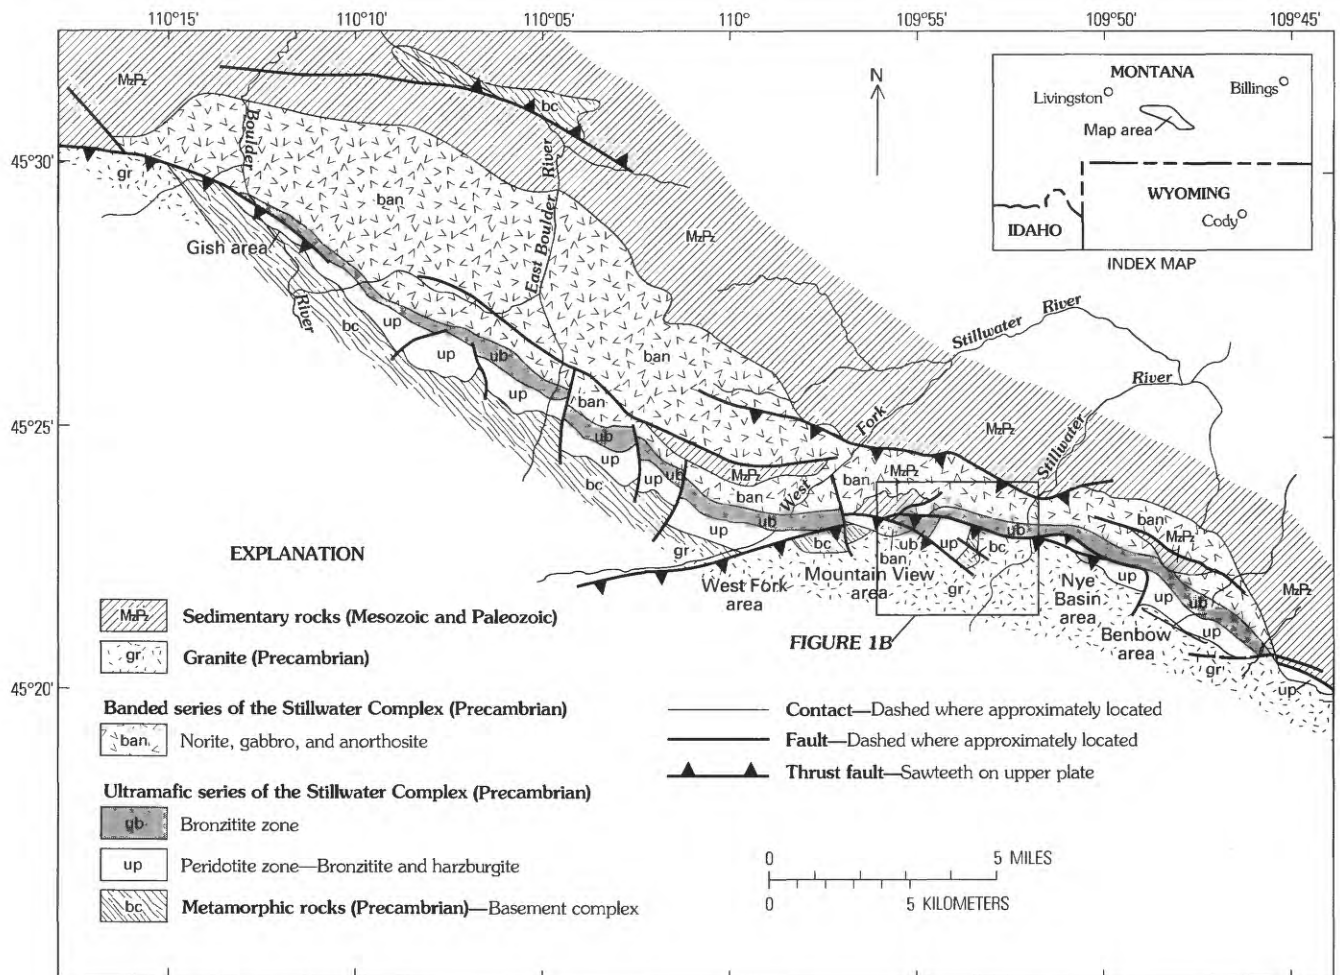 110°15' 110°10' 110°05' 110° 109°55' 109°50' 109°45'
45°30'
45°25'
45°20'
MzPz
bc
N
MONTANA
Livingston
Billings
Map area
WYOMING
Cody
IDAHO
INDEX MAP
gr
Boulder
River
ban
East Boulder River
MzPz
Gish area
River
bc
up
up
ub
up
ban
ban
Stillwater River
River
Stillwater
Fork
West
ub
up
up
ub
bc
MzPz
ban
ub
up
gr
bc
MzPz
ban
MzPz
ub
up
bc
ub
ban
gr
ban
MzPz
up
up
ub
up
gr
MzPz
up
West Fork
area
Mountain View
area
Nye
Basin
area
Benbow
area
FIGURE 1B
EXPLANATION
MzPz Sedimentary rocks (Mesozoic and Paleozoic)
gr Granite (Precambrian)
Banded series of the Stillwater Complex (Precambrian)
ban Norite, gabbro, and anorthosite
Ultramafic series of the Stillwater Complex (Precambrian)
ub Bronzitite zone
up Peridotite zone—Bronzitite and harzburgite
bc Metamorphic rocks (Precambrian)—Basement complex
Contact—Dashed where approximately located
Fault—Dashed where approximately located
Thrust fault—Sawteeth on upper plate
0 5 MILES
0 5 KILOMETERS